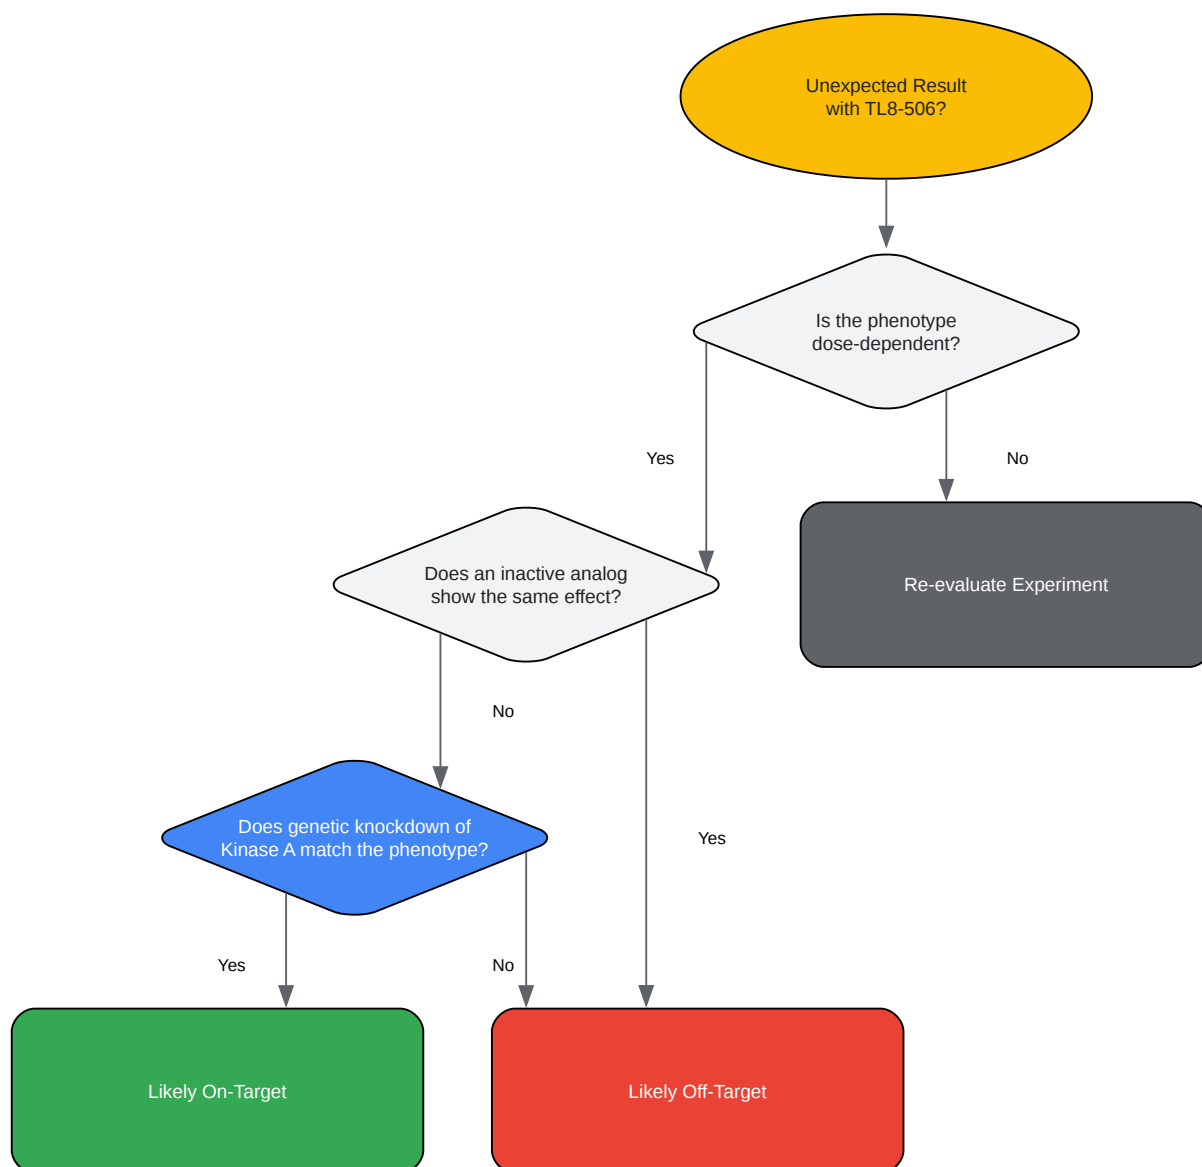 Unexpected Result
with TL8-506?
Is the phenotype
dose-dependent?
Yes
No
Does an inactive analog
show the same effect?
Re-evaluate Experiment
No
Does genetic knockdown of
Kinase A match the phenotype?
Yes
Yes
No
Likely On-Target
Likely Off-Target